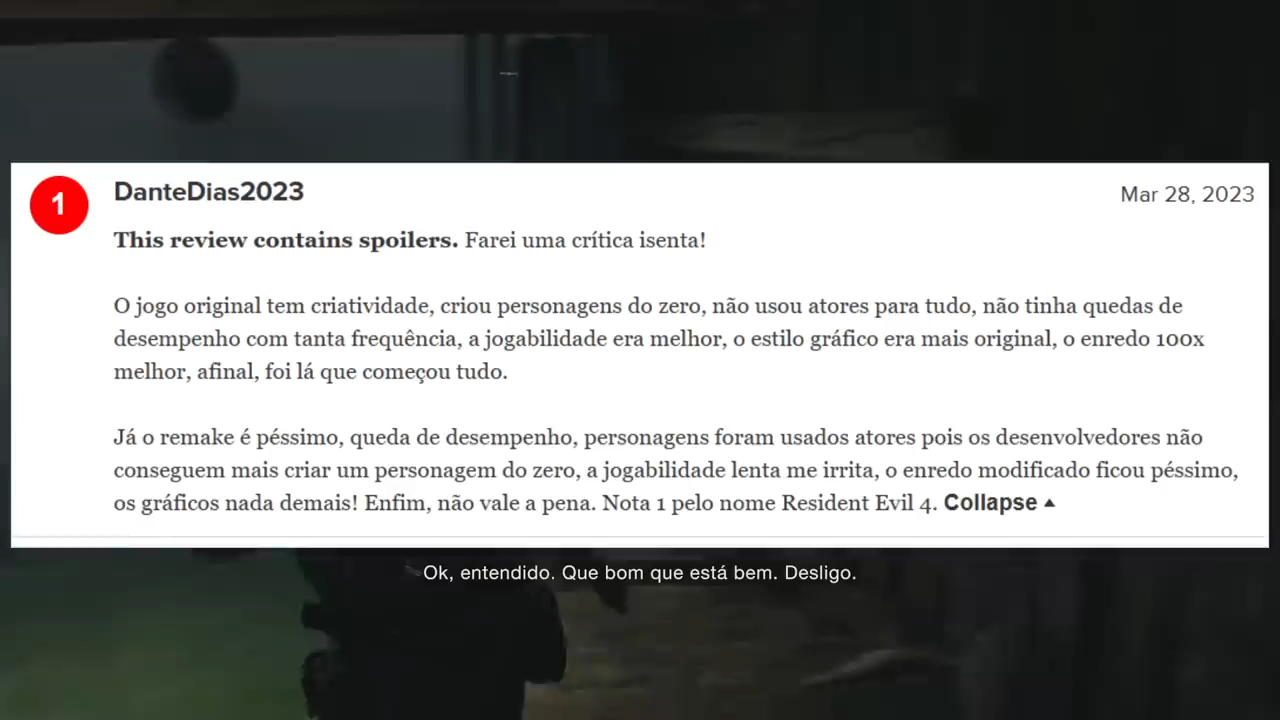 1
DanteDias2023
Mar 28, 2023
This review contains spoilers. Farei uma crítica isenta!
O jogo original tem criatividade, criou personagens do zero, não usou atores para tudo, não tinha quedas de
desempenho com tanta frequência, a jogabilidade era melhor, o estilo gráfico era mais original, o enredo 100x
melhor, afinal, foi lá que começou tudo.
Já o remake é péssimo, queda de desempenho, personagens foram usados atores pois os desenvolvedores não
conseguem mais criar um personagem do zero, a jogabilidade lenta me irrita, o enredo modificado ficou péssimo,
os gráficos nada demais! Enfim, não vale a pena. Nota 1 pelo nome Resident Evil 4. Collapse ▲
Ok, entendido. Que bom que está bem. Desligo.